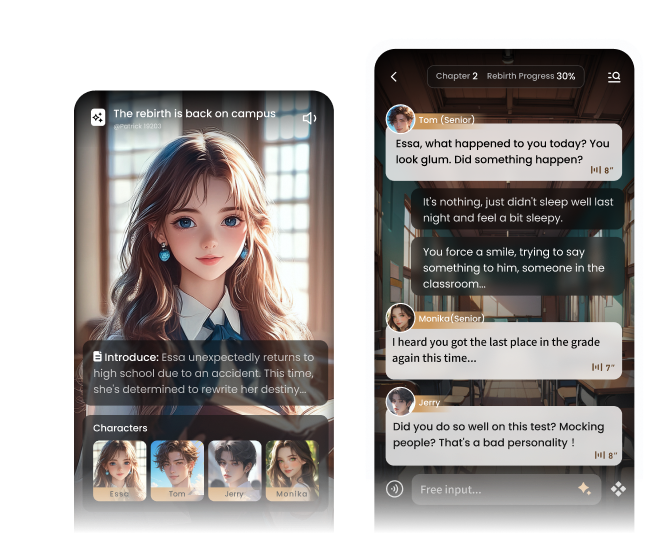 The rebirth is back on campus
@Patrick19263
Introduce: Essa unexpectedly returns to
high school due to an accident. This time,
she's determined to rewrite her destiny...
Characters
Essa
Tom
Jerry
Monika
Chapter 2 Rebirth Progress 30%
Tom (Senior)
Essa, what happened to you today? You
look glum. Did something happen?
8"
It's nothing, just didn't sleep well last
night and feel a bit sleepy.
You force a smile, trying to say
something to him, someone in the
classroom...
Monika(Senior)
I heard you got the last place in the grade
again this time...
7"
Jerry
Did you do so well on this test? Mocking
people? That's a bad personality !
8"
Free input...